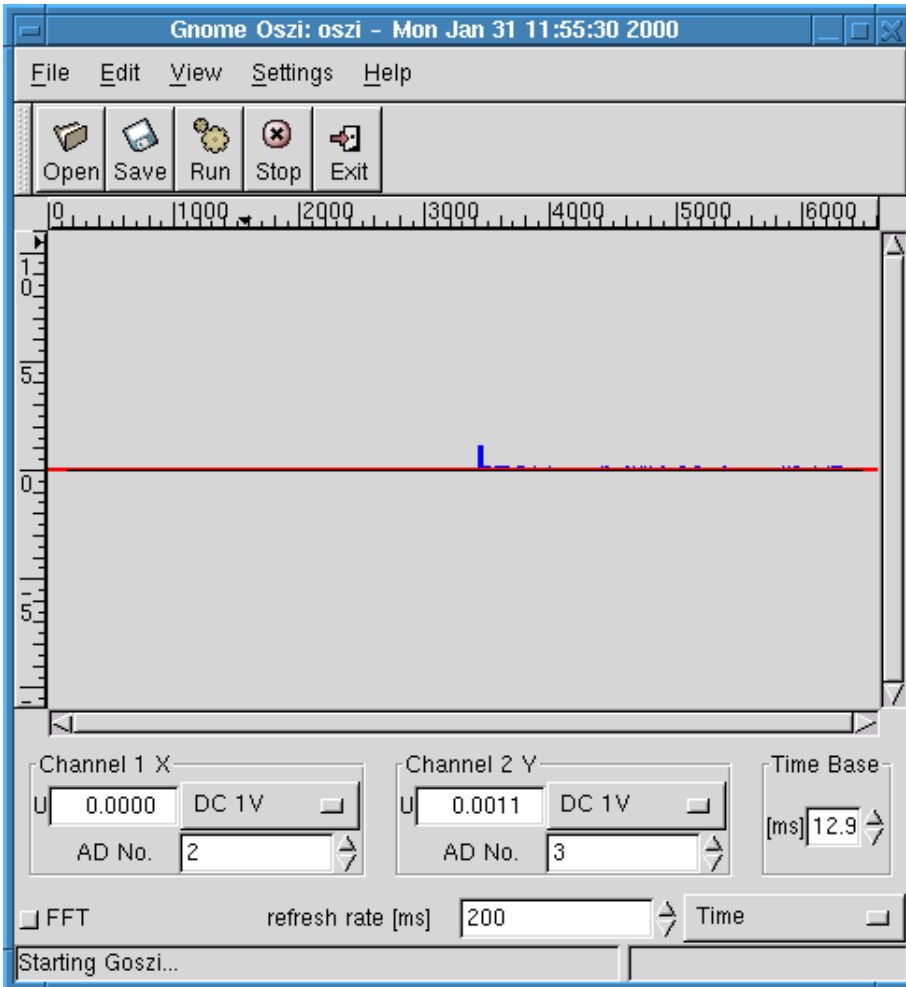 Gnome Oszi: oszi - Mon Jan 31 11:55:30 2000
File Edit View Settings Help
Open Save Run Stop Exit
0 1000 2000 3000 4000 5000 6000
1
0
5
0
-
5
-
Channel 1 X Channel 2 Y Time Base
U 0.0000 DC 1V U 0.0011 DC 1V [ms] 12.9
AD No. 2 AD No. 3
FFT refresh rate [ms] 200 Time
Starting Goszi...